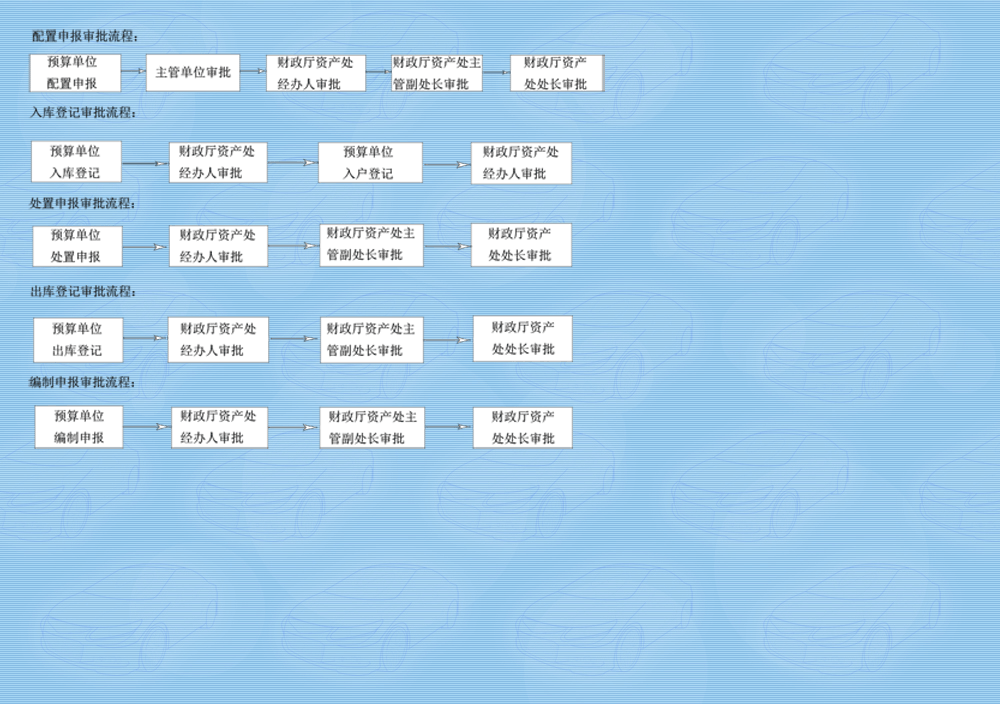 配置申报审批流程：
预算单位
配置申报
主管单位审批
财政厅资产处
经办人审批
财政厅资产处主
管副处长审批
财政厅资产
处处长审批
入库登记审批流程：
预算单位
入库登记
财政厅资产处
经办人审批
预算单位
入户登记
财政厅资产处
经办人审批
处置申报审批流程：
预算单位
处置申报
财政厅资产处
经办人审批
财政厅资产处主
管副处长审批
财政厅资产
处处长审批
出库登记审批流程：
预算单位
出库登记
财政厅资产处
经办人审批
财政厅资产处主
管副处长审批
财政厅资产
处处长审批
编制申报审批流程：
预算单位
编制申报
财政厅资产处
经办人审批
财政厅资产处主
管副处长审批
财政厅资产
处处长审批